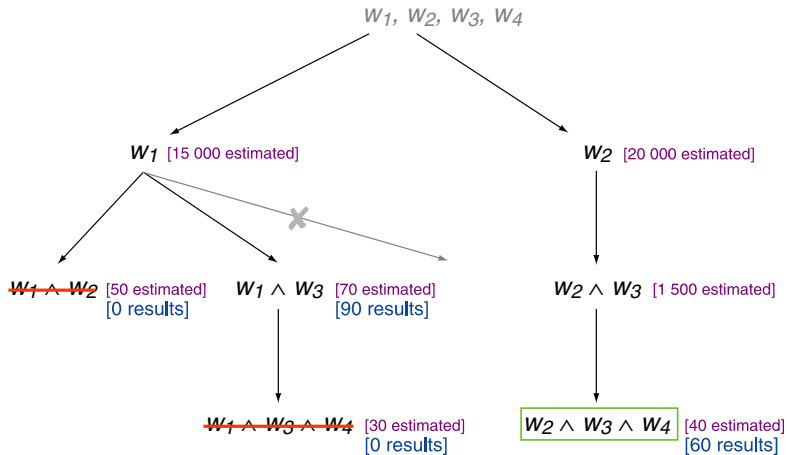 w1, w2, w3, w4
w1 [15 000 estimated]
w2 [20 000 estimated]
w1 ∧ w2 [50 estimated]
[0 results]
w1 ∧ w3 [70 estimated]
[90 results]
w2 ∧ w3 [1 500 estimated]
w1 ∧ w3 ∧ w4 [30 estimated]
[0 results]
w2 ∧ w3 ∧ w4 [40 estimated]
[60 results]